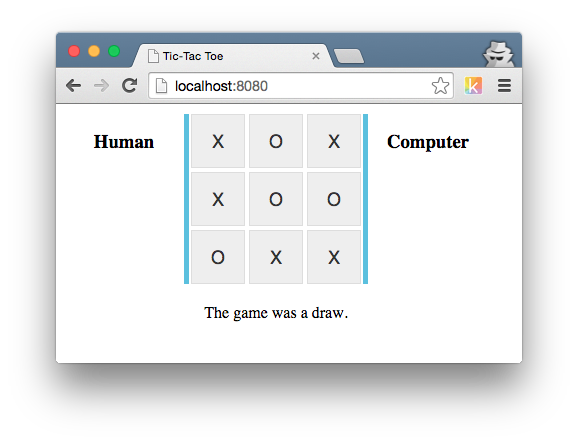 Tic-Tac Toe
localhost:8080
Human
X O X
Computer
X O O
O X X
The game was a draw.